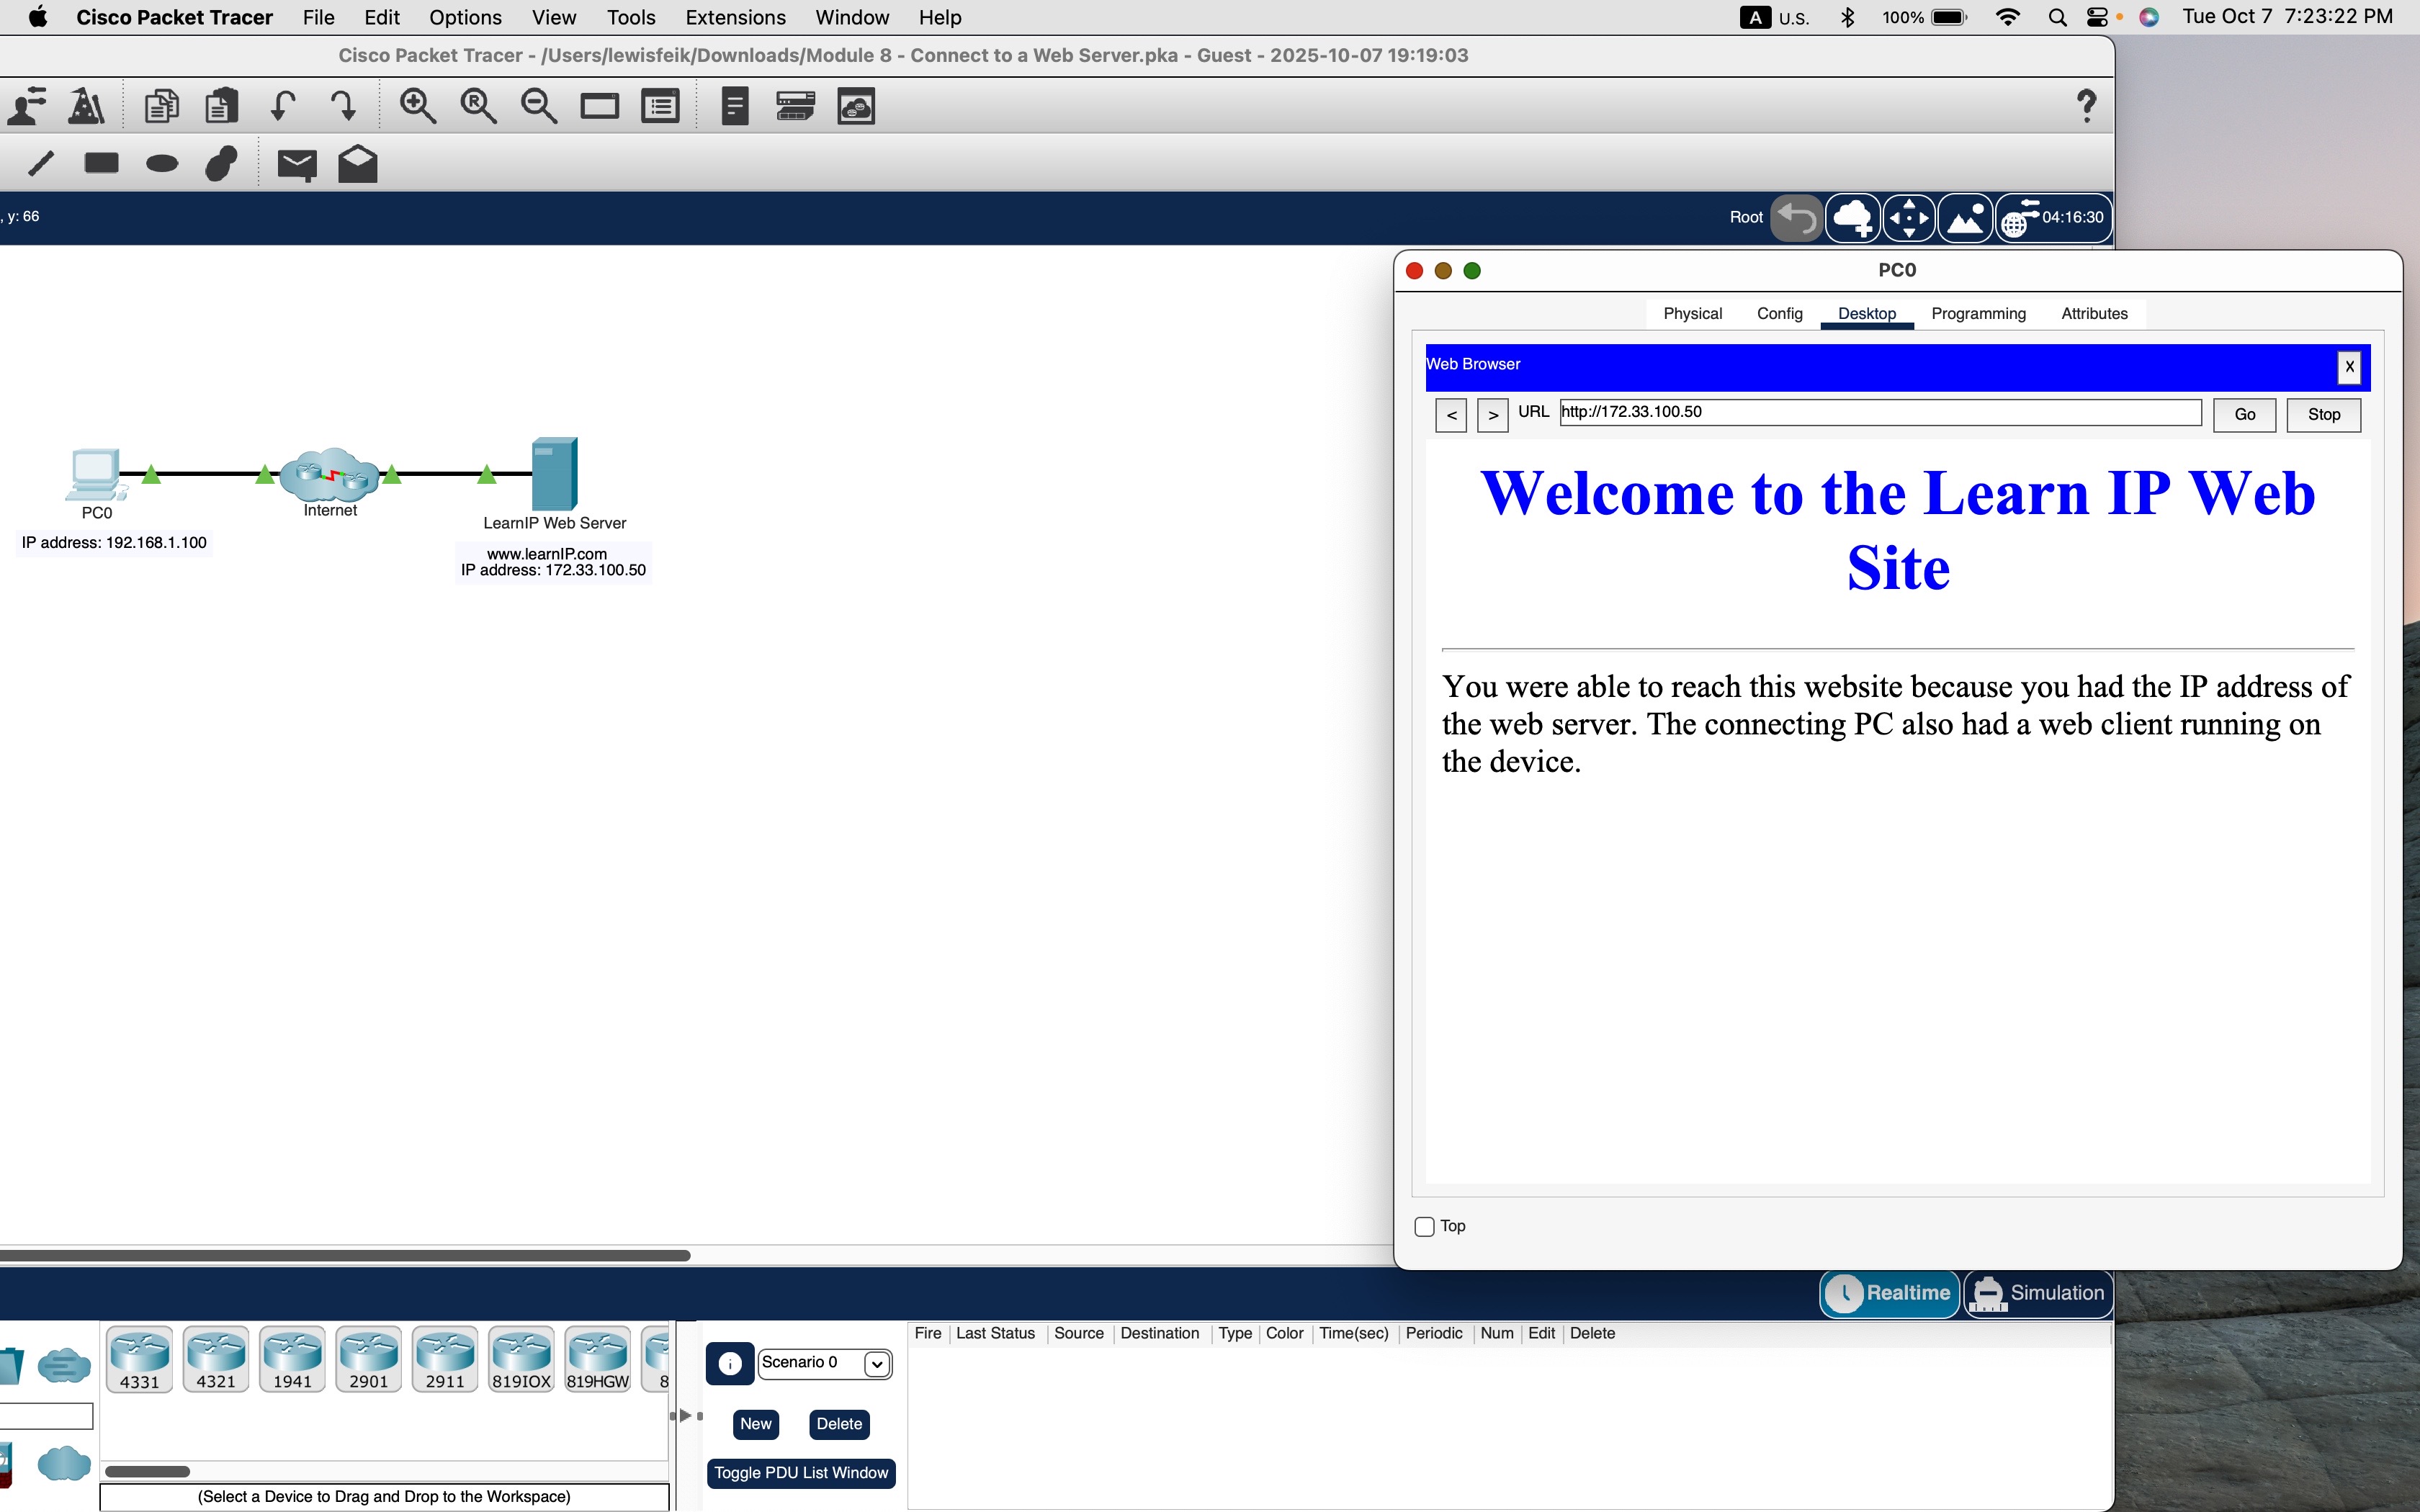 Cisco Packet Tracer File Edit Options View Tools Extensions Window Help A U.S. 100% Tue Oct 7 7:23:22 PM
Cisco Packet Tracer - /Users/lewisfeik/Downloads/Module 8 - Connect to a Web Server.pka - Guest - 2025-10-07 19:19:03
R ?
, y: 66 Root 04:16:30
PC0
Physical Config Desktop Programming Attributes
Web Browser X
< > URL http://172.33.100.50 Go Stop
Welcome to the Learn IP Web
Site
You were able to reach this website because you had the IP address of
the web server. The connecting PC also had a web client running on
the device.
Top
PC0
IP address: 192.168.1.100
Internet
LearnIP Web Server
www.learnIP.com
IP address: 172.33.100.50
Realtime Simulation
4331 4321 1941 2901 2911 819IOX 819HGW 8
(Select a Device to Drag and Drop to the Workspace)
i Scenario 0
New Delete
Toggle PDU List Window
Fire Last Status Source Destination Type Color Time(sec) Periodic Num Edit Delete